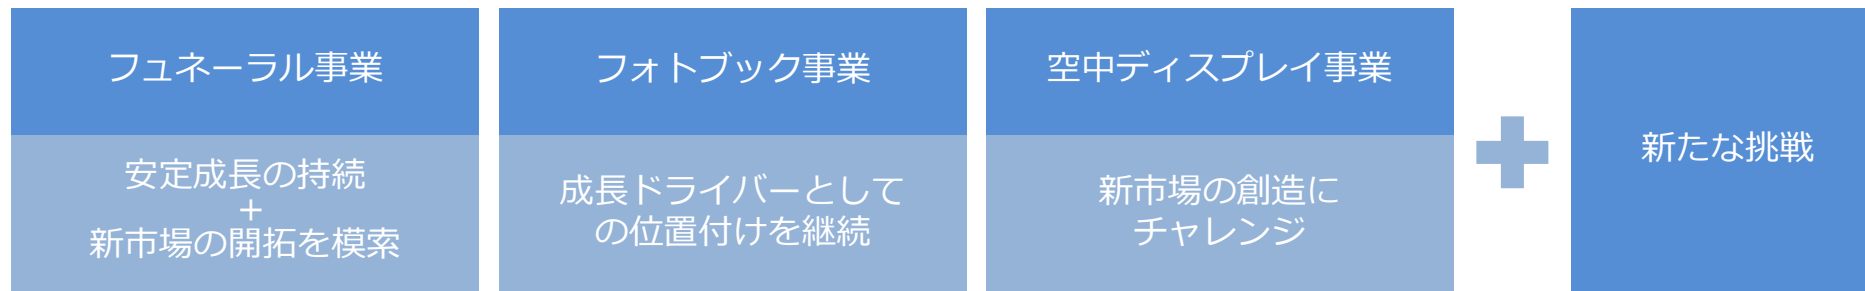 フューネラル事業
安定成長の持続
+
新市場の開拓を模索
フォトブック事業
成長ドライバーとして
の位置付けを継続
空中ディスプレイ事業
新市場の創造に
チャレンジ
新たな挑戦